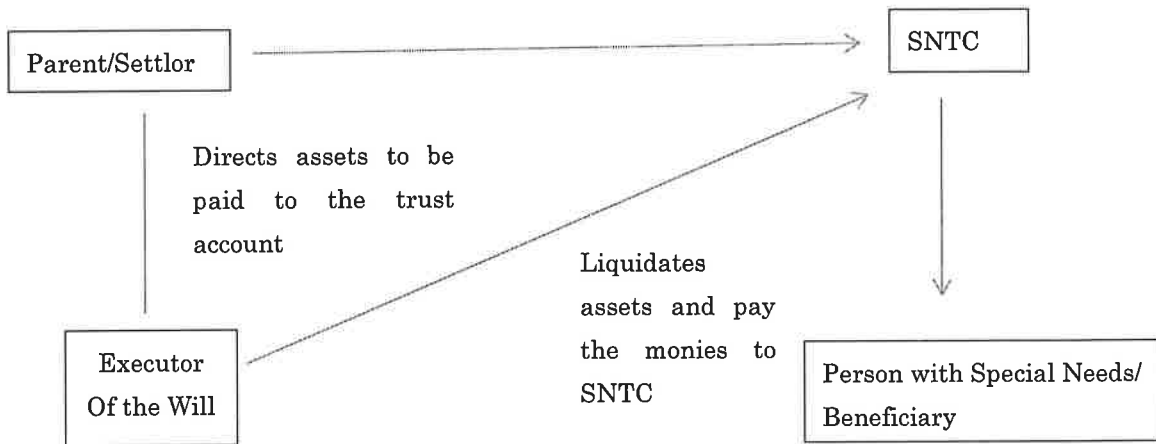 Parent/Settlor
SNTC
Directs assets to be
paid to the trust
account
Liquidates
assets and pay
the monies to
SNTC
Executor
Of the Will
Person with Special Needs/
Beneficiary